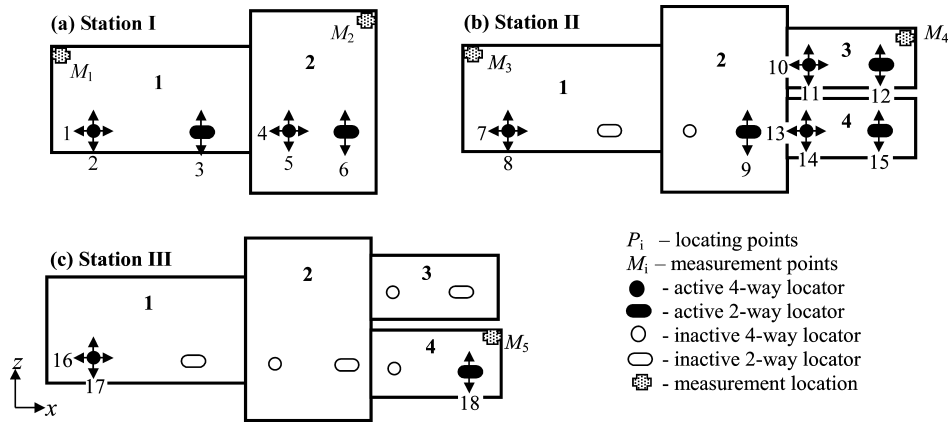 (a) Station I
M1
1
M2
2
1
2
3
4
5
6
(b) Station II
M3
1
2
3
M4
4
7
8
9
10
11
12
13
14
15
(c) Station III
1
2
3
4
M5
16
17
18
z
x
Pi – locating points
Mi – measurement points
- active 4-way locator
- active 2-way locator
- inactive 4-way locator
- inactive 2-way locator
- measurement location